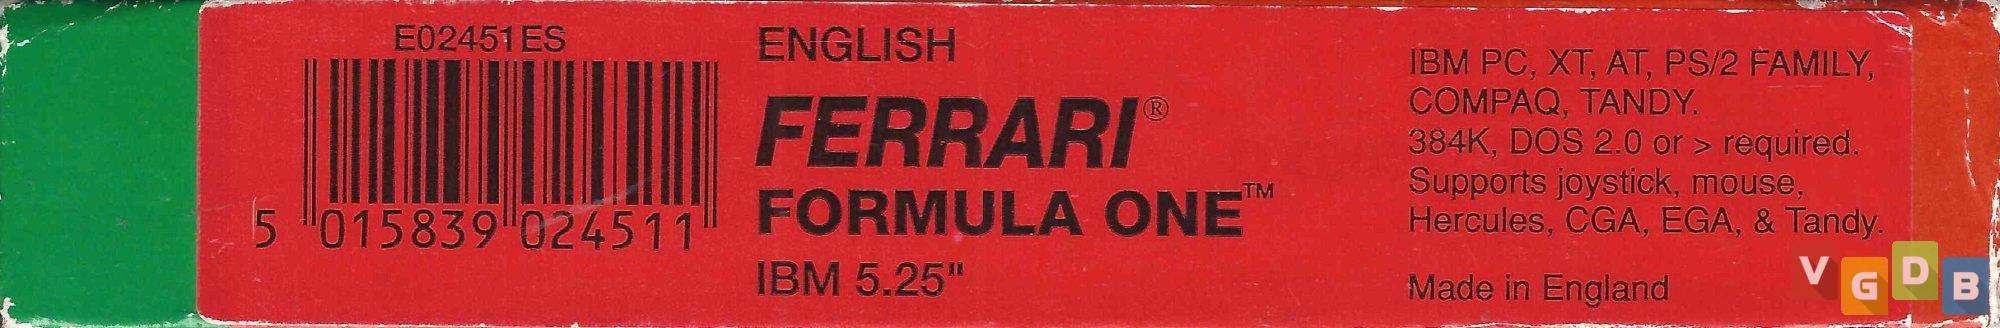 E02451ES
5 015839 024511
ENGLISH
FERRARI®
FORMULA ONE™
IBM 5.25"
IBM PC, XT, AT, PS/2 FAMILY,
COMPAQ, TANDY.
384K, DOS 2.0 or > required.
Supports joystick, mouse,
Hercules, CGA, EGA, & Tandy.
Made in England
VGDB